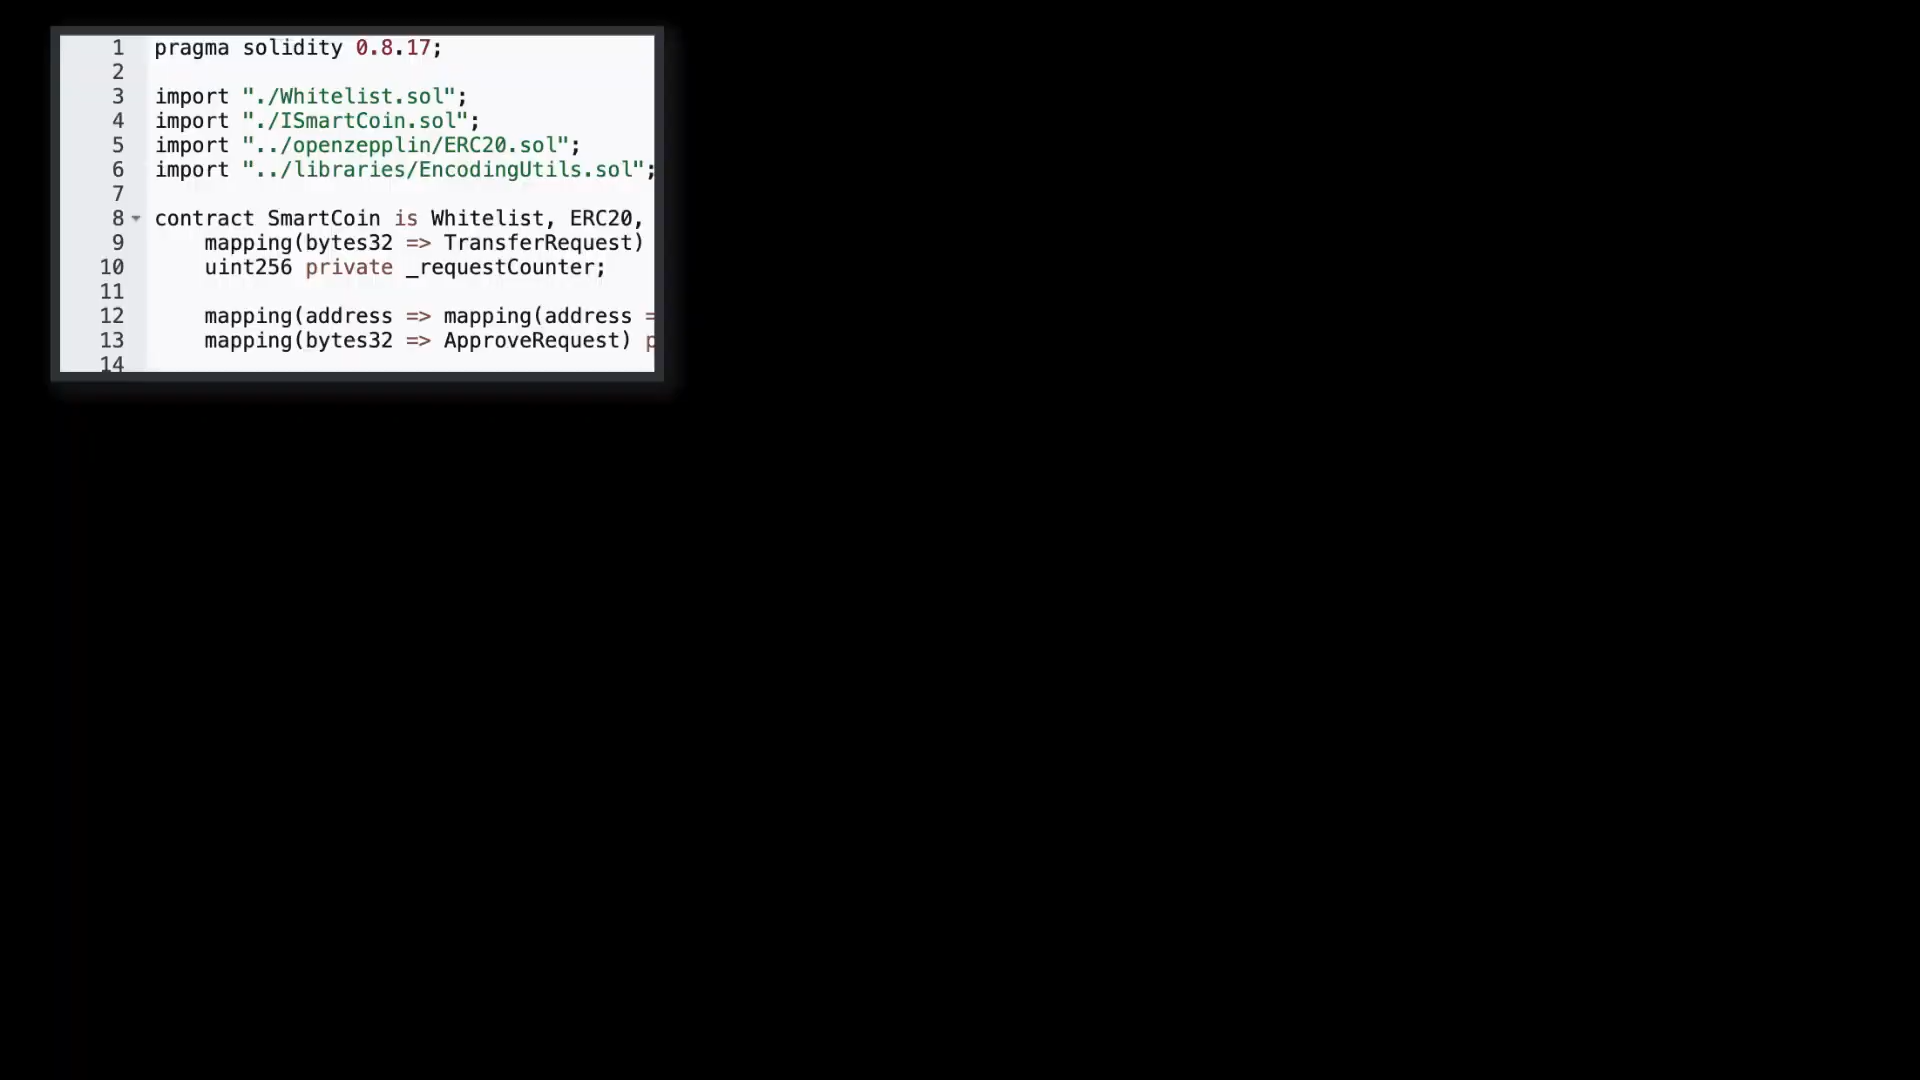 1 pragma solidity 0.8.17;
2
3 import "./Whitelist.sol";
4 import "./ISmartCoin.sol";
5 import "../openzepplin/ERC20.sol";
6 import "../libraries/EncodingUtils.sol";
7
8 contract SmartCoin is Whitelist, ERC20,
9 mapping(bytes32 => TransferRequest)
10 uint256 private _requestCounter;
11
12 mapping(address => mapping(address =
13 mapping(bytes32 => ApproveRequest) p
14